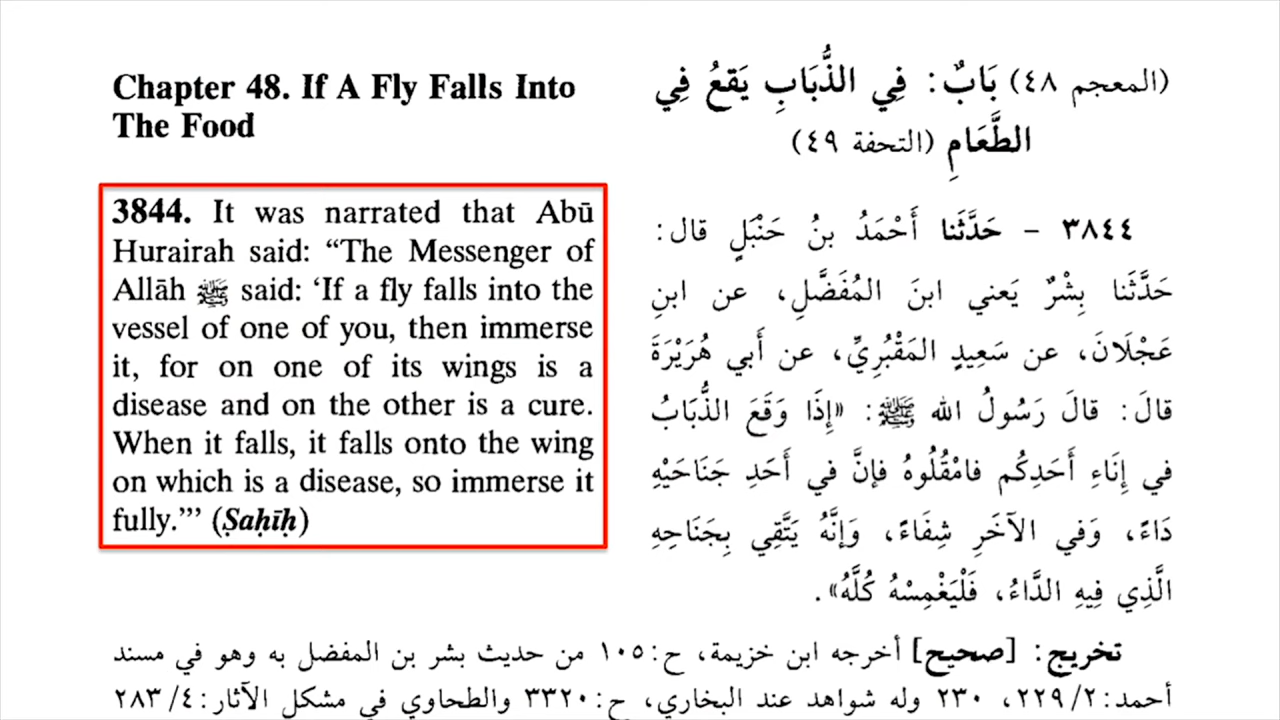 Chapter 48. If A Fly Falls Into
The Food
3844. It was narrated that Abū
Hurairah said: “The Messenger of
Allāh ﷺ said: ‘If a fly falls into the
vessel of one of you, then immerse
it, for on one of its wings is a
disease and on the other is a cure.
When it falls, it falls onto the wing
on which is a disease, so immerse it
fully.”’ (Ṣaḥīḥ)
(المعجم ٤٨) بَابٌ: فِي الذُّبَابِ يَقَعُ فِي
الطَّعَامِ (التحفة ٤٩)
٣٨٤٤ - حَدَّثَنا أَحْمَدُ بنُ حَنْبَلٍ قال:
حَدَّثَنا بِشْرٌ يَعني ابنَ المُفَضَّلِ، عن ابنِ
عَجْلَانَ، عن سَعِيدٍ المَقْبُرِيِّ، عن أَبي هُرَيْرَةَ
قالَ: قالَ رَسُولُ الله ﷺ: «إِذَا وَقَعَ الذُّبَابُ
في إِنَاءِ أَحَدِكُم فامْقُلُوهُ فإنَّ في أَحَدِ جَنَاحَيْهِ
دَاءً، وَفي الآخَرِ شِفَاءً، وَإنَّهُ يَتَّقِي بِجَنَاحِهِ
الَّذِي فِيهِ الدَّاءُ، فَلْيَغْمِسْهُ كُلَّهُ».
تخريج: [صحيح] أخرجه ابن خزيمة، ح:١٠٥ من حديث بشر بن المفضل به وهو في مسند
أحمد:٢/ ٢٢٩، ٢٣٠ وله شواهد عند البخاري، ح:٣٣٢٠ والطحاوي في مشكل الآثار:٤/ ٢٨٣